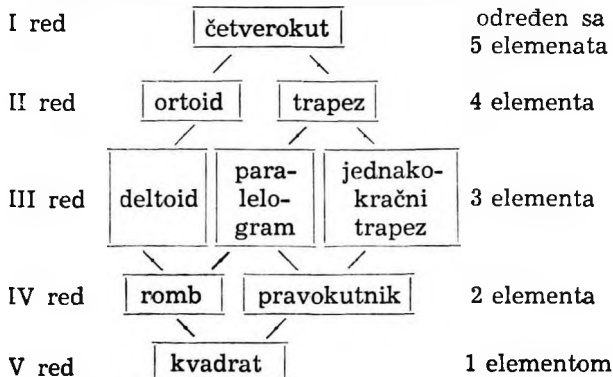 I red četverokut određen sa
5 elemenata
II red ortoid trapez 4 elementa
III red deltoid para-
lelo-
gram jednako-
kračni
trapez 3 elementa
IV red romb pravokutnik 2 elementa
V red kvadrat 1 elementom